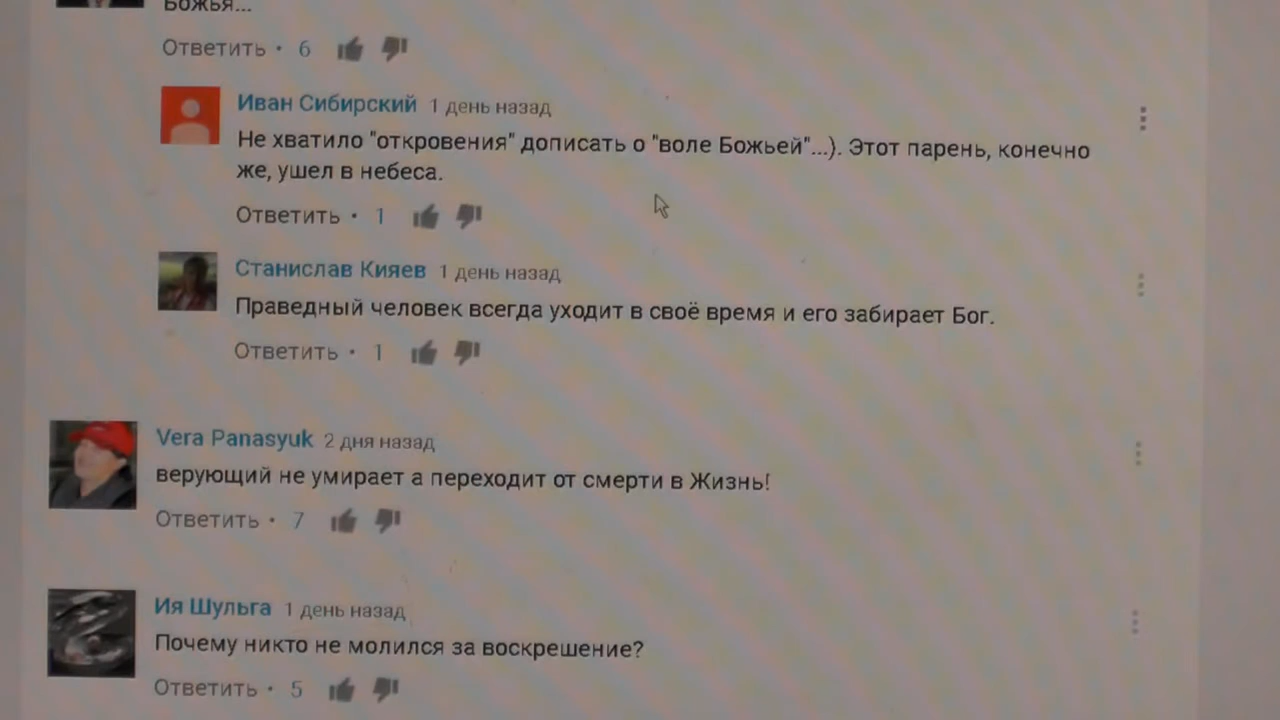 Божья...
Ответить • 6
Иван Сибирский 1 день назад
Не хватило "откровения" дописать о "воле Божьей"...). Этот парень, конечно
же, ушел в небеса.
Ответить • 1
Станислав Кияев 1 день назад
Праведный человек всегда уходит в своё время и его забирает Бог.
Ответить • 1
Vera Panasyuk 2 дня назад
верующий не умирает а переходит от смерти в Жизнь!
Ответить • 7
Ия Шульга 1 день назад
Почему никто не молился за воскрешение?
Ответить • 5